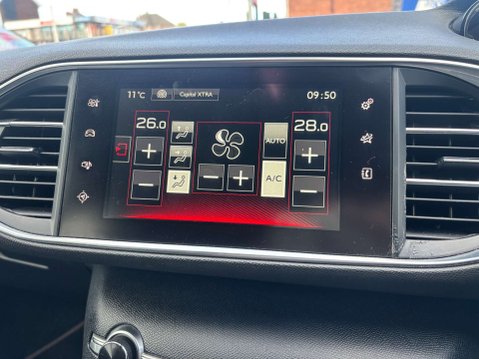 11°C Capital XTRA 09:50
26.0 28.0
AUTO
+ +
- + 
A/C
- -